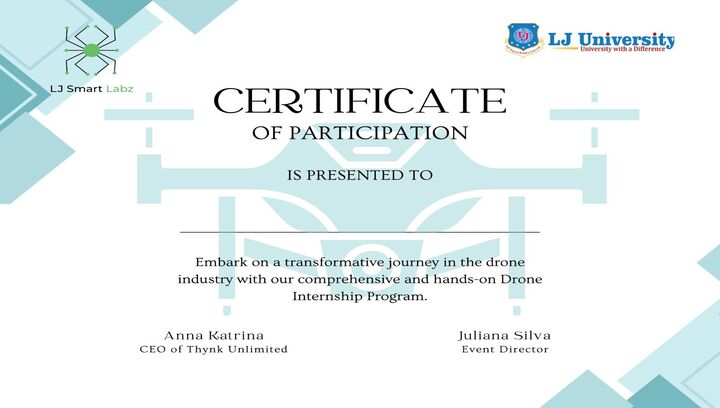 LJ Smart Labz
LJ University
University with a Difference
CERTIFICATE
OF PARTICIPATION
IS PRESENTED TO
Embark on a transformative journey in the drone
industry with our comprehensive and hands-on Drone
Internship Program.
Anna Katrina
CEO of Thynk Unlimited
Juliana Silva
Event Director